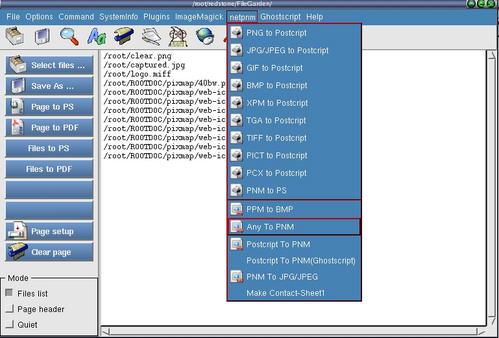 /root/redstone/FileGarden/
File Options Command SystemInfo Plugins ImageMagick netpnm Ghostscript Help
Select files ...
Save As ...
Page to PS
Page to PDF
Files to PS
Files to PDF
Page setup
Clear page
Mode
Files list
Page header
Quiet
/root/clear.png
/root/captured.jpg
/root/logo.miff
/root/ROOTDOC/pixmap/40bw.p
/root/ROOTDOC/pixmap/web-ic
/root/ROOTDOC/pixmap/web-ic
/root/ROOTDOC/pixmap/web-ic
/root/ROOTDOC/pixmap/web-ic
/root/ROOTDOC/pixmap/web-ic
/root/ROOTDOC/pixmap/web-ic
/root/ROOTDOC/pixmap/web-ic
PNG to Postcript
JPG/JPEG to Postcript
GIF to Postcript
BMP to Postcript
XPM to Postcript
TGA to Postcript
TIFF to Postcript
PICT to Postcript
PCX to Postcript
PNM to PS
PPM to BMP
Any To PNM
Postcript To PNM
Postcript To PNM(Ghostscript)
PNM To JPG/JPEG
Make Contact-Sheet1